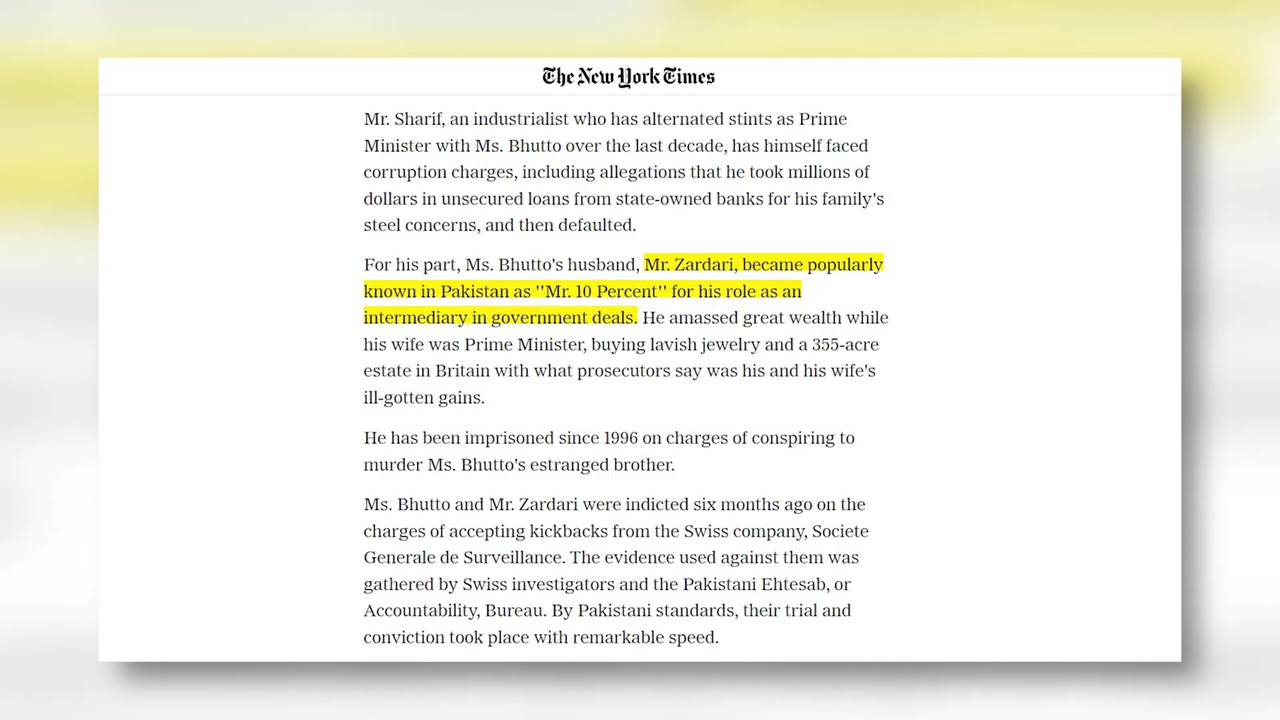 The New York Times
Mr. Sharif, an industrialist who has alternated stints as Prime
Minister with Ms. Bhutto over the last decade, has himself faced
corruption charges, including allegations that he took millions of
dollars in unsecured loans from state-owned banks for his family's
steel concerns, and then defaulted.
For his part, Ms. Bhutto's husband, Mr. Zardari, became popularly
known in Pakistan as ''Mr. 10 Percent'' for his role as an
intermediary in government deals. He amassed great wealth while
his wife was Prime Minister, buying lavish jewelry and a 355-acre
estate in Britain with what prosecutors say was his and his wife's
ill-gotten gains.
He has been imprisoned since 1996 on charges of conspiring to
murder Ms. Bhutto's estranged brother.
Ms. Bhutto and Mr. Zardari were indicted six months ago on the
charges of accepting kickbacks from the Swiss company, Societe
Generale de Surveillance. The evidence used against them was
gathered by Swiss investigators and the Pakistani Ehtesab, or
Accountability, Bureau. By Pakistani standards, their trial and
conviction took place with remarkable speed.